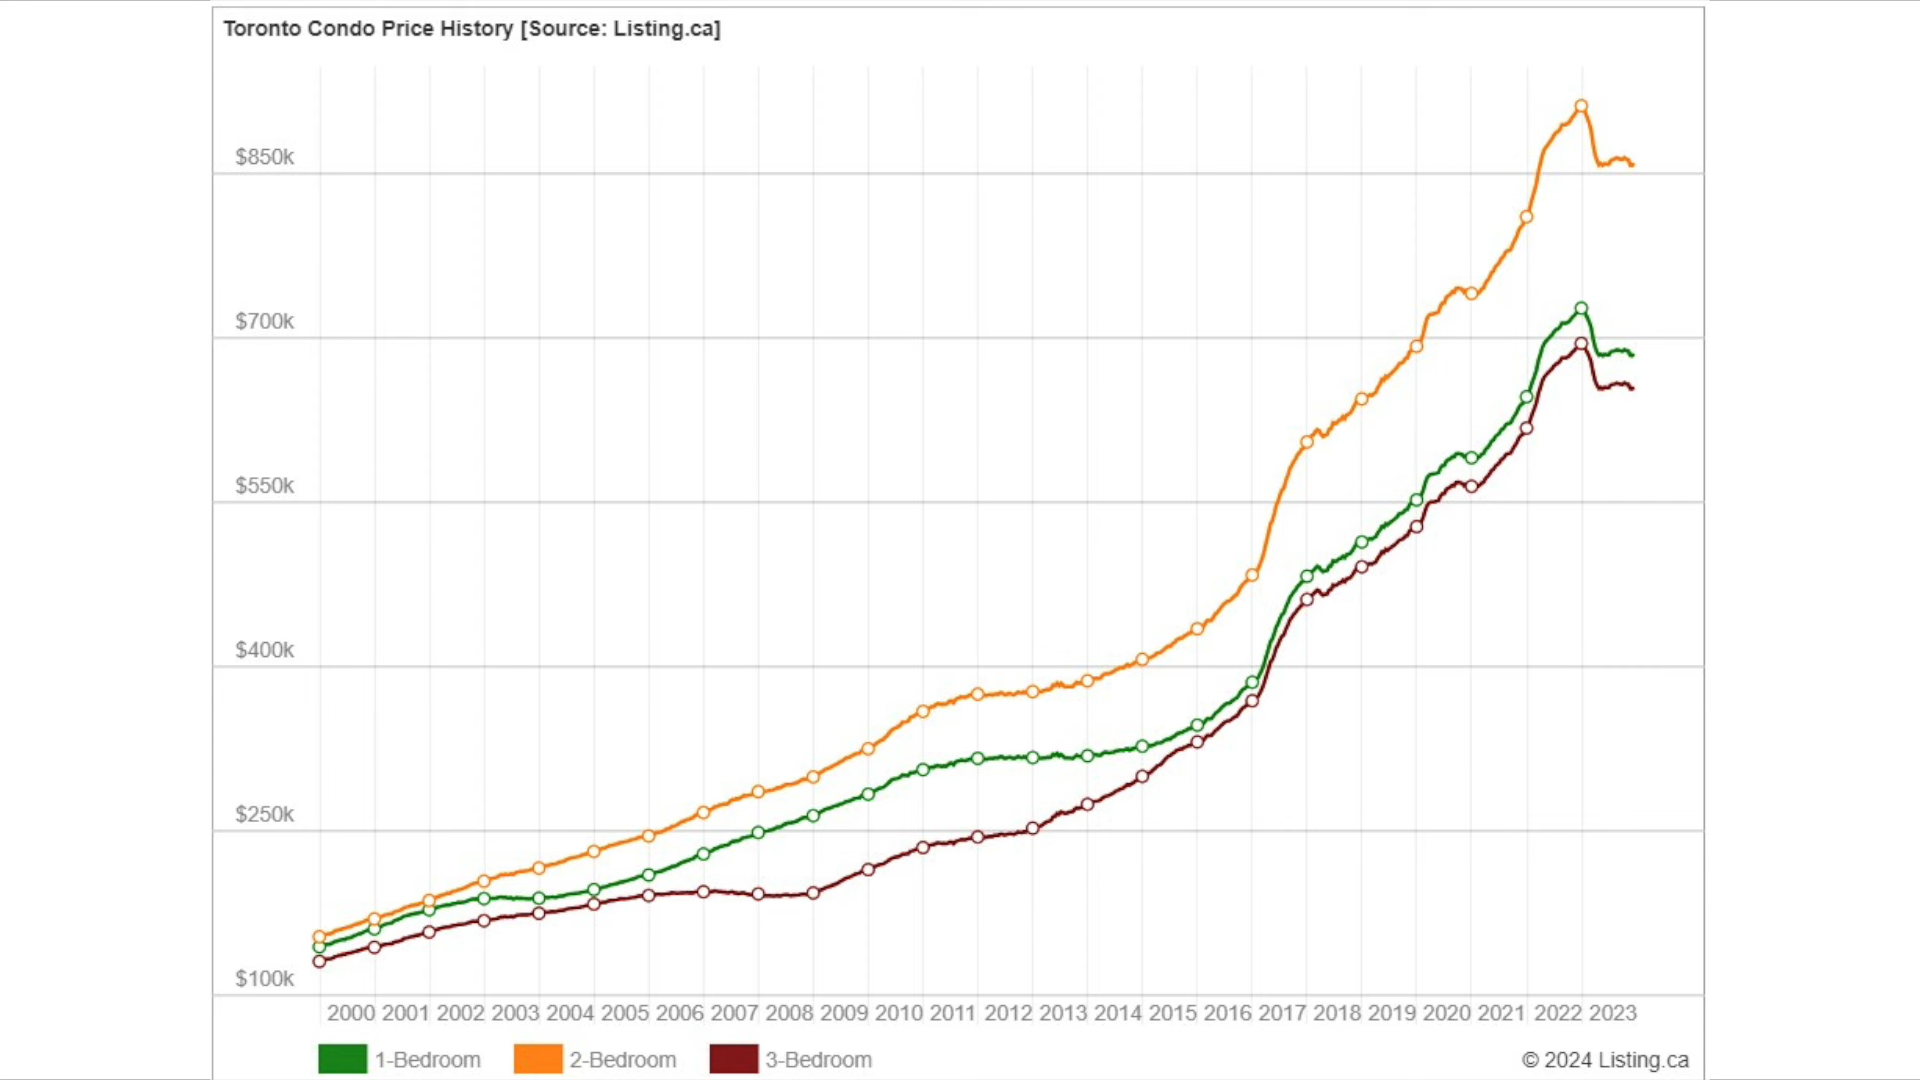 Toronto Condo Price History [Source: Listing.ca]
$850k
$700k
$550k
$400k
$250k
$100k
2000 2001 2002 2003 2004 2005 2006 2007 2008 2009 2010 2011 2012 2013 2014 2015 2016 2017 2018 2019 2020 2021 2022 2023
1-Bedroom 2-Bedroom 3-Bedroom © 2024 Listing.ca